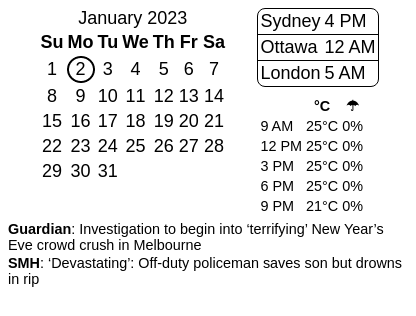 January 2023
Su Mo Tu We Th Fr Sa
1 2 3 4 5 6 7
8 9 10 11 12 13 14
15 16 17 18 19 20 21
22 23 24 25 26 27 28
29 30 31
Sydney 4 PM
Ottawa 12 AM
London 5 AM
°C ☂
9 AM 25°C 0%
12 PM 25°C 0%
3 PM 25°C 0%
6 PM 25°C 0%
9 PM 21°C 0%
Guardian: Investigation to begin into ‘terrifying’ New Year’s
Eve crowd crush in Melbourne
SMH: ‘Devastating’: Off-duty policeman saves son but drowns
in rip